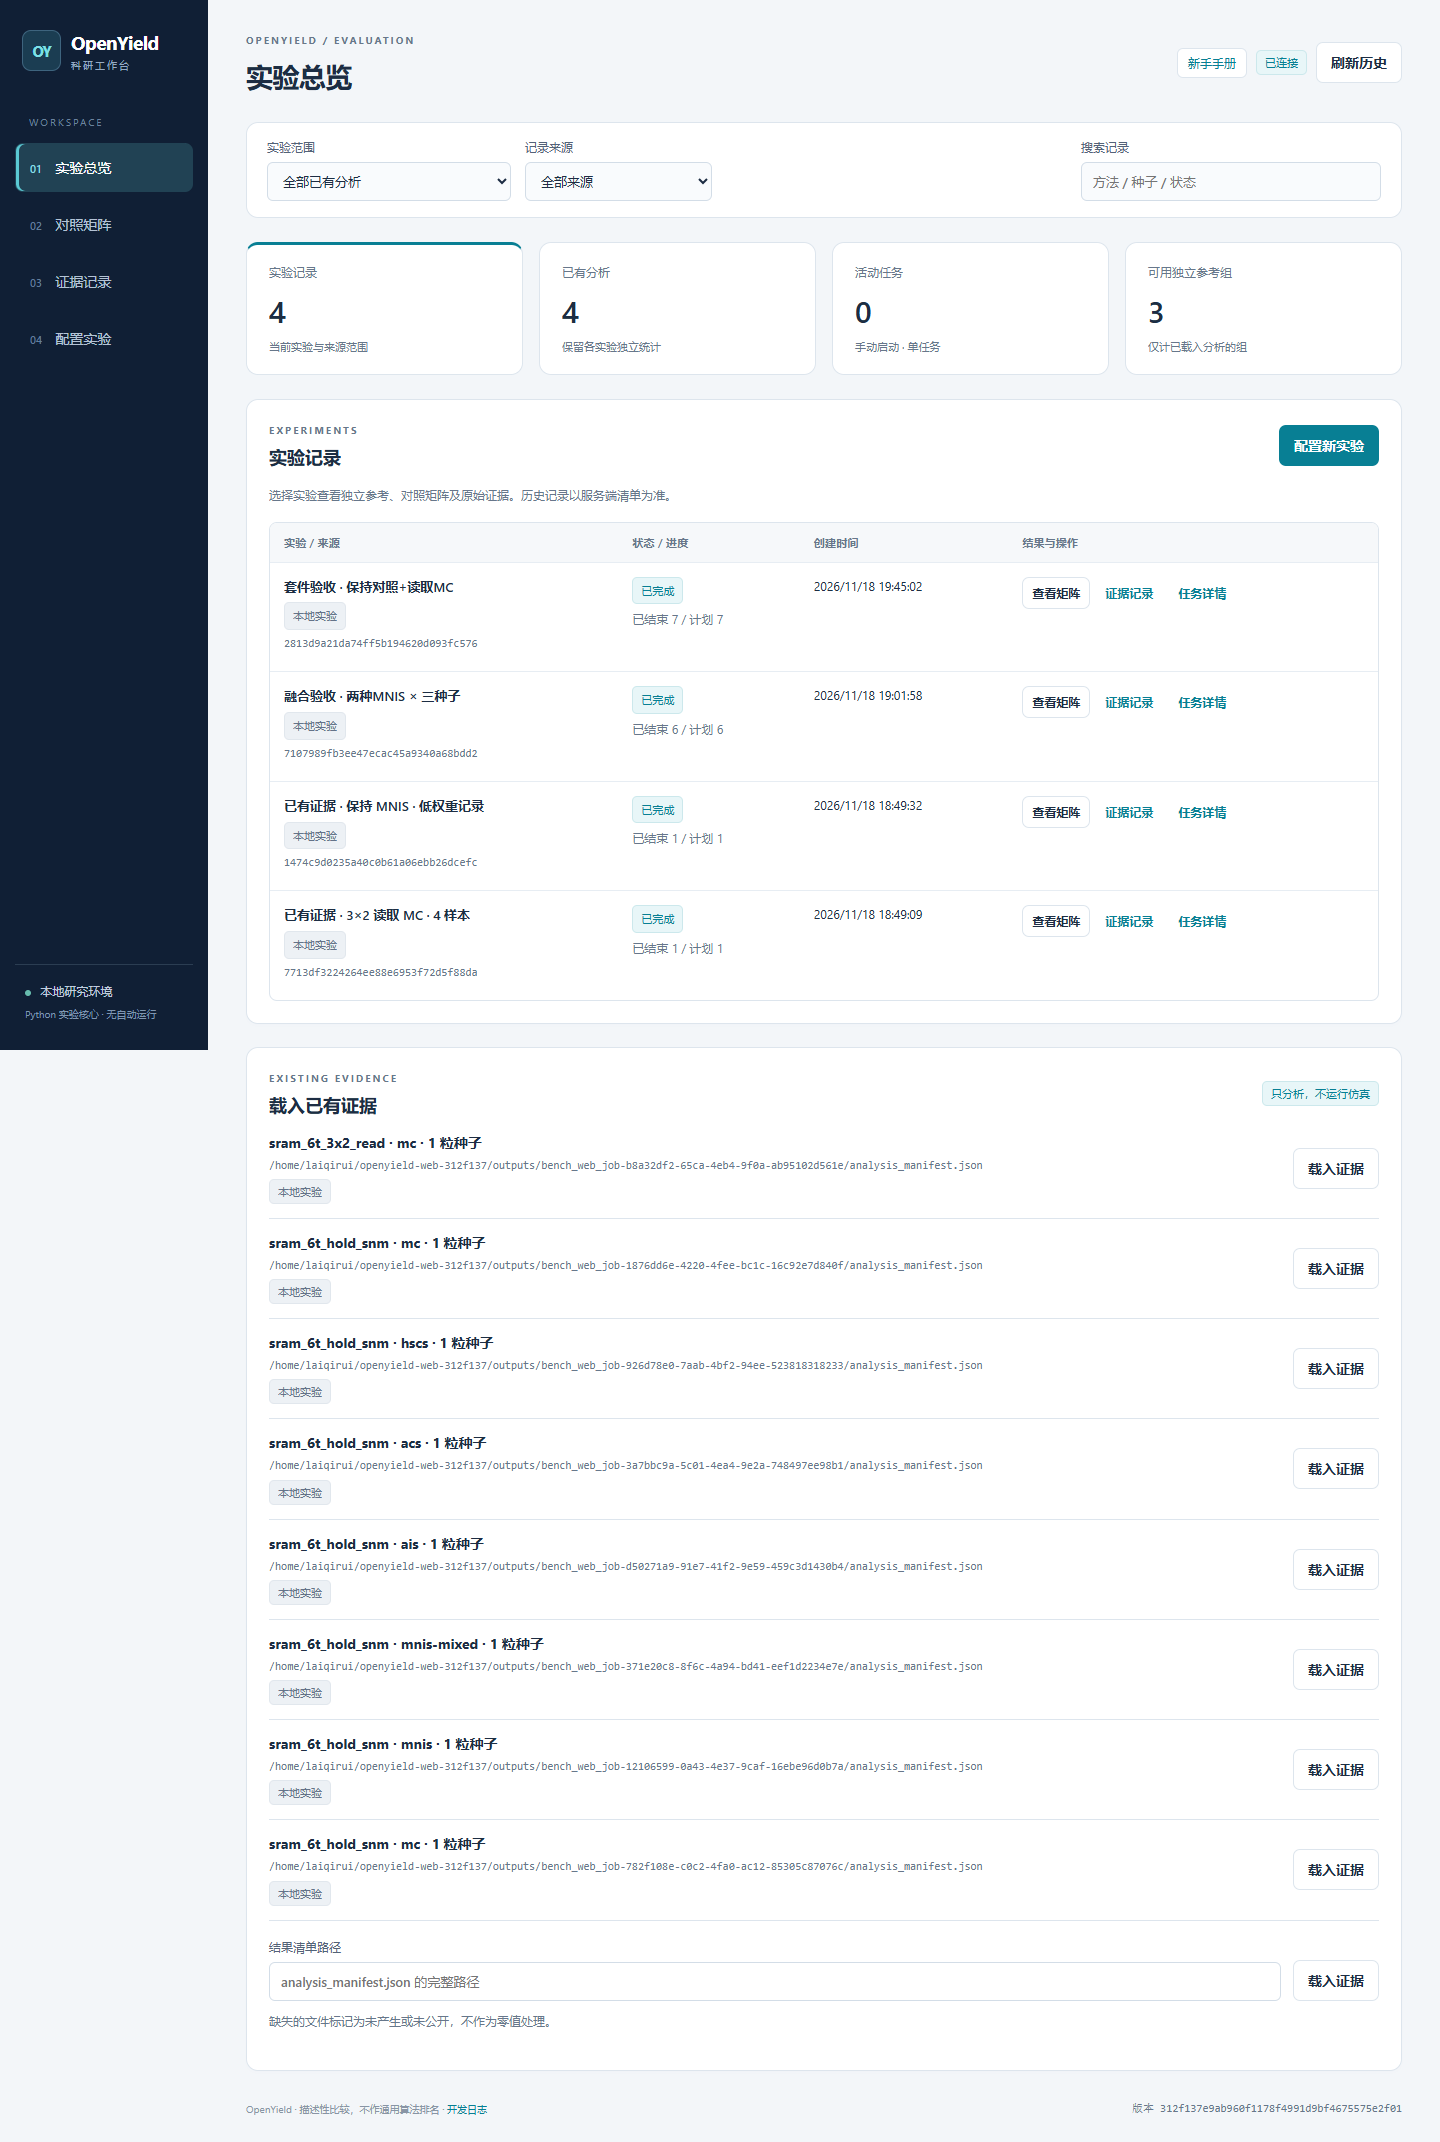 OY
OpenYield
科研工作台
WORKSPACE
01 实验总览
02 对照矩阵
03 证据记录
04 配置实验
本地研究环境
Python 实验核心 · 无自动运行
OPENYIELD / EVALUATION
实验总览
新手手册
已连接
刷新历史
实验范围
全部已有分析
记录来源
全部来源
搜索记录
方法 / 种子 / 状态
实验记录
4
当前实验与来源范围
已有分析
4
保留各实验独立统计
活动任务
0
手动启动 · 单任务
可用独立参考组
3
仅计已载入分析的组
EXPERIMENTS
实验记录
配置新实验
选择实验查看独立参考、对照矩阵及原始证据。历史记录以服务端清单为准。
实验 / 来源 状态 / 进度 创建时间 结果与操作
套件验收 · 保持对照+读取MC
本地实验
2813d9a21da74ff5b194620d093fc576
已完成
已结束 7 / 计划 7
2026/11/18 19:45:02
查看矩阵 证据记录 任务详情
融合验收 · 两种MNIS × 三种子
本地实验
7107989fb3ee47ecac45a9340a68bdd2
已完成
已结束 6 / 计划 6
2026/11/18 19:01:58
查看矩阵 证据记录 任务详情
已有证据 · 保持 MNIS · 低权重记录
本地实验
1474c9d0235a40c0b61a06ebb26dcefc
已完成
已结束 1 / 计划 1
2026/11/18 18:49:32
查看矩阵 证据记录 任务详情
已有证据 · 3×2 读取 MC · 4 样本
本地实验
7713df3224264ee88e6953f72d5f88da
已完成
已结束 1 / 计划 1
2026/11/18 18:49:09
查看矩阵 证据记录 任务详情
EXISTING EVIDENCE
载入已有证据
只分析，不运行仿真
sram_6t_3x2_read · mc · 1 粒种子
/home/laiqirui/openyield-web-312f137/outputs/bench_web_job-b8a32df2-65ca-4eb4-9f0a-ab95102d561e/analysis_manifest.json
本地实验
载入证据
sram_6t_hold_snm · mc · 1 粒种子
/home/laiqirui/openyield-web-312f137/outputs/bench_web_job-1876dd6e-4220-4fee-bc1c-16c92e7d840f/analysis_manifest.json
本地实验
载入证据
sram_6t_hold_snm · hscs · 1 粒种子
/home/laiqirui/openyield-web-312f137/outputs/bench_web_job-926d78e0-7aab-4bf2-94ee-523818318233/analysis_manifest.json
本地实验
载入证据
sram_6t_hold_snm · acs · 1 粒种子
/home/laiqirui/openyield-web-312f137/outputs/bench_web_job-3a7bbc9a-5c01-4ea4-9e2a-748497ee98b1/analysis_manifest.json
本地实验
载入证据
sram_6t_hold_snm · ais · 1 粒种子
/home/laiqirui/openyield-web-312f137/outputs/bench_web_job-d50271a9-91e7-41f2-9e59-459c3d1430b4/analysis_manifest.json
本地实验
载入证据
sram_6t_hold_snm · mnis-mixed · 1 粒种子
/home/laiqirui/openyield-web-312f137/outputs/bench_web_job-371e20c8-8f6c-4a94-bd41-eef1d2234e7e/analysis_manifest.json
本地实验
载入证据
sram_6t_hold_snm · mnis · 1 粒种子
/home/laiqirui/openyield-web-312f137/outputs/bench_web_job-12106599-0a43-4e37-9caf-16ebe96d0b7a/analysis_manifest.json
本地实验
载入证据
sram_6t_hold_snm · mc · 1 粒种子
/home/laiqirui/openyield-web-312f137/outputs/bench_web_job-782f108e-c0c2-4fa0-ac12-85305c87076c/analysis_manifest.json
本地实验
载入证据
结果清单路径
analysis_manifest.json 的完整路径
载入证据
缺失的文件标记为未产生或未公开，不作为零值处理。
OpenYield · 描述性比较，不作通用算法排名 · 开发日志
版本 312f137e9ab960f1178f4991d9bf4675575e2f01